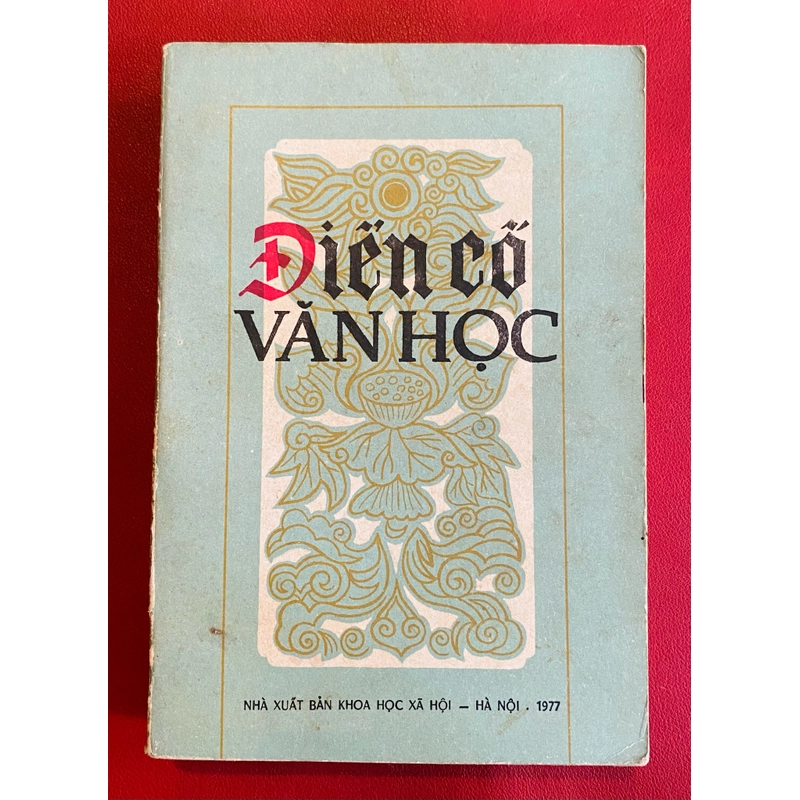 Điển cố
VĂN HỌC
NHÀ XUẤT BẢN KHOA HỌC XÃ HỘI – HÀ NỘI . 1977